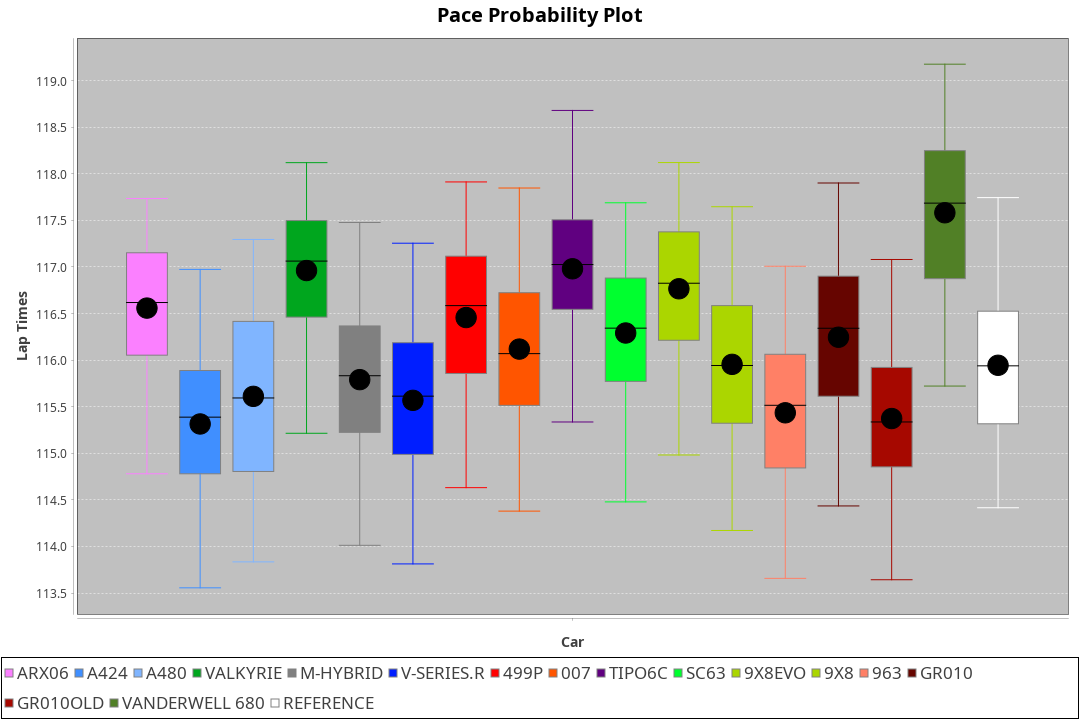 Pace Probability Plot
119.0
118.5
118.0
117.5
117.0
116.5
116.0
115.5
115.0
114.5
114.0
113.5
Lap Times
Car
ARX06 A424 A480 VALKYRIE M-HYBRID V-SERIES.R 499P 007 TIPO6C SC63 9X8EVO 9X8 963 GR010
GR010OLD VANDERWELL 680 REFERENCE